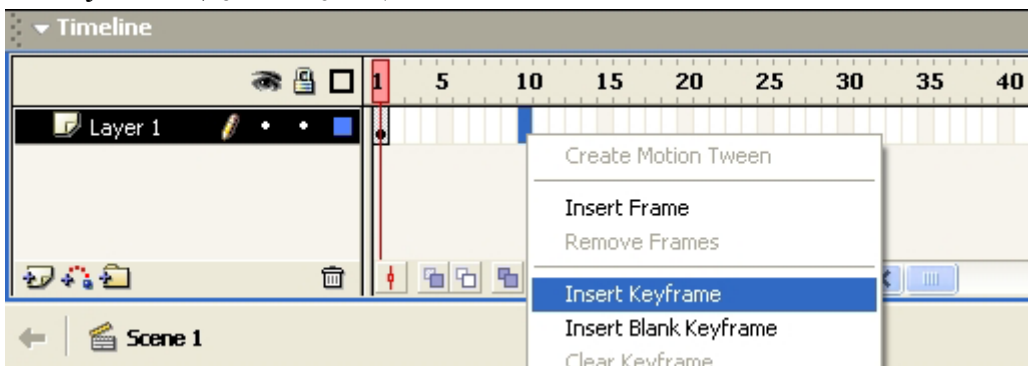 Timeline
1 5 10 15 20 25 30 35 40
Layer 1
Create Motion Tween
Insert Frame
Remove Frames
Insert Keyframe
Insert Blank Keyframe
Clear Keyframe
Scene 1